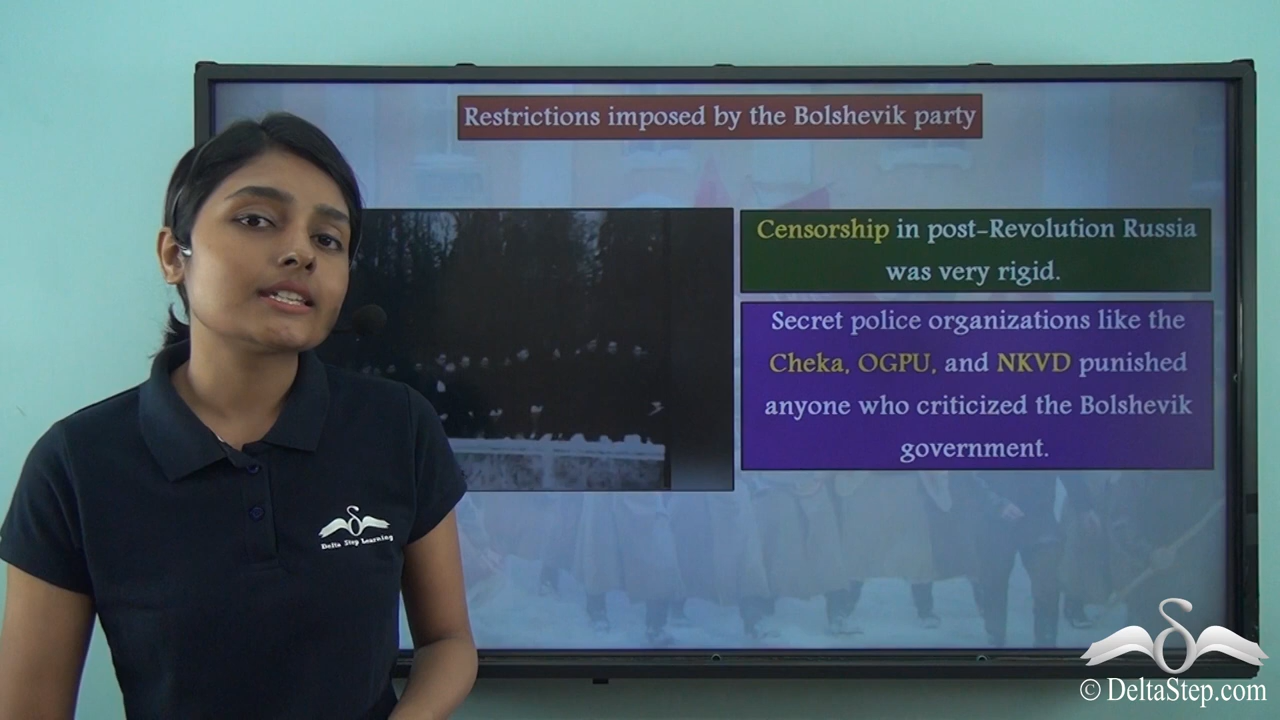 Restrictions imposed by the Bolshevik party
Censorship in post-Revolution Russia
was very rigid.
Secret police organizations like the
Cheka, OGPU, and NKVD punished
anyone who criticized the Bolshevik
government.
Delta Step Learning
© DeltaStep.com